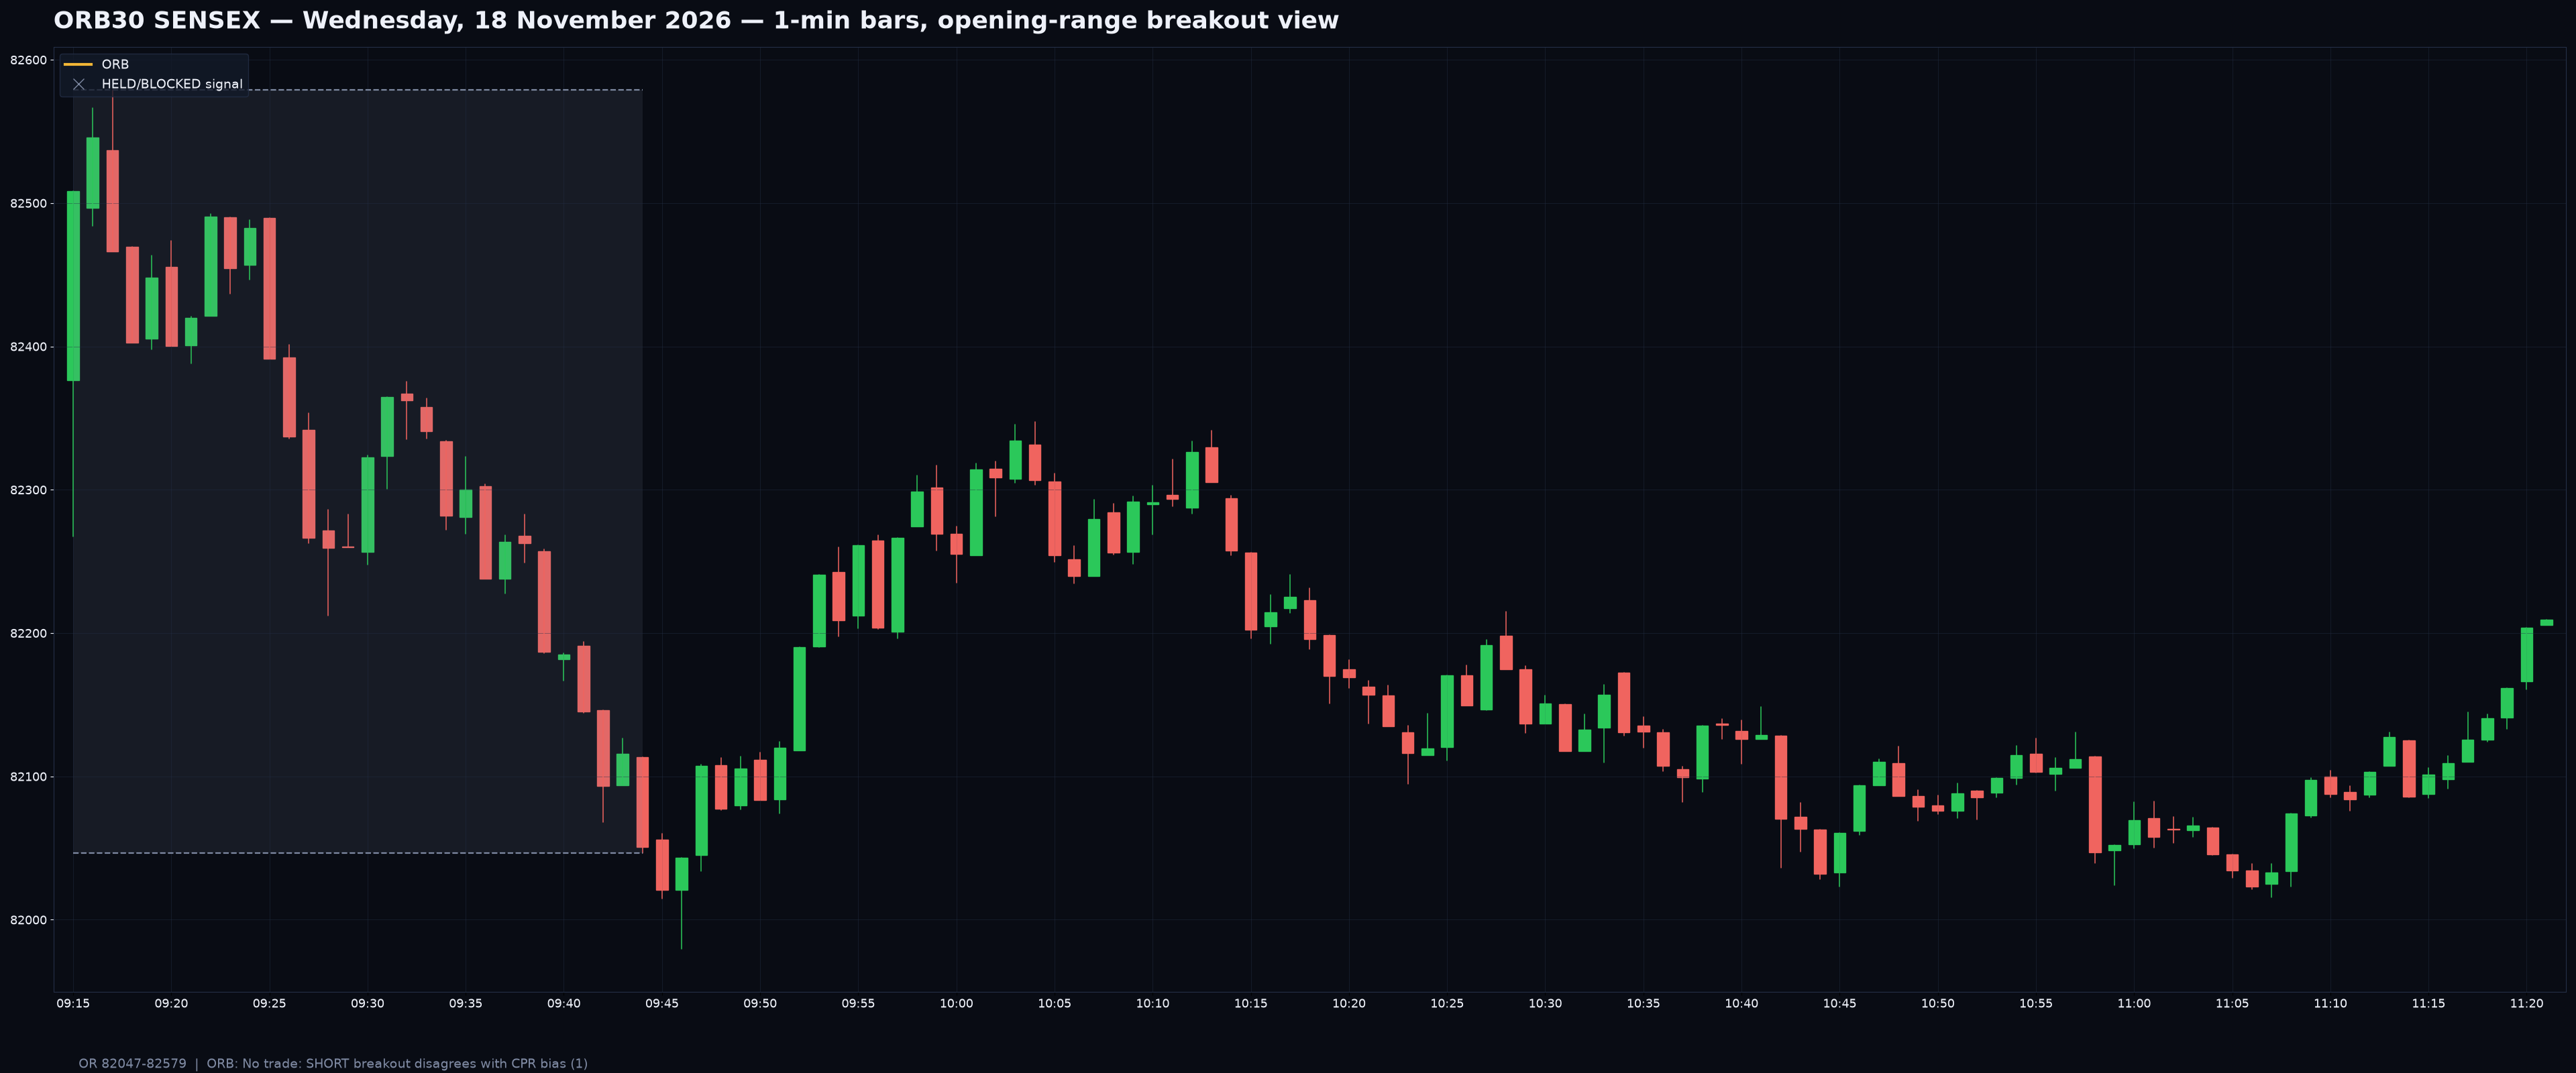 ORB30 SENSEX — Wednesday, 18 November 2026 — 1-min bars, opening-range breakout view
ORB
HELD/BLOCKED signal
82600
82500
82400
82300
82200
82100
82000
09:15 09:20 09:25 09:30 09:35 09:40 09:45 09:50 09:55 10:00 10:05 10:10 10:15 10:20 10:25 10:30 10:35 10:40 10:45 10:50 10:55 11:00 11:05 11:10 11:15 11:20
OR 82047-82579 | ORB: No trade: SHORT breakout disagrees with CPR bias (1)